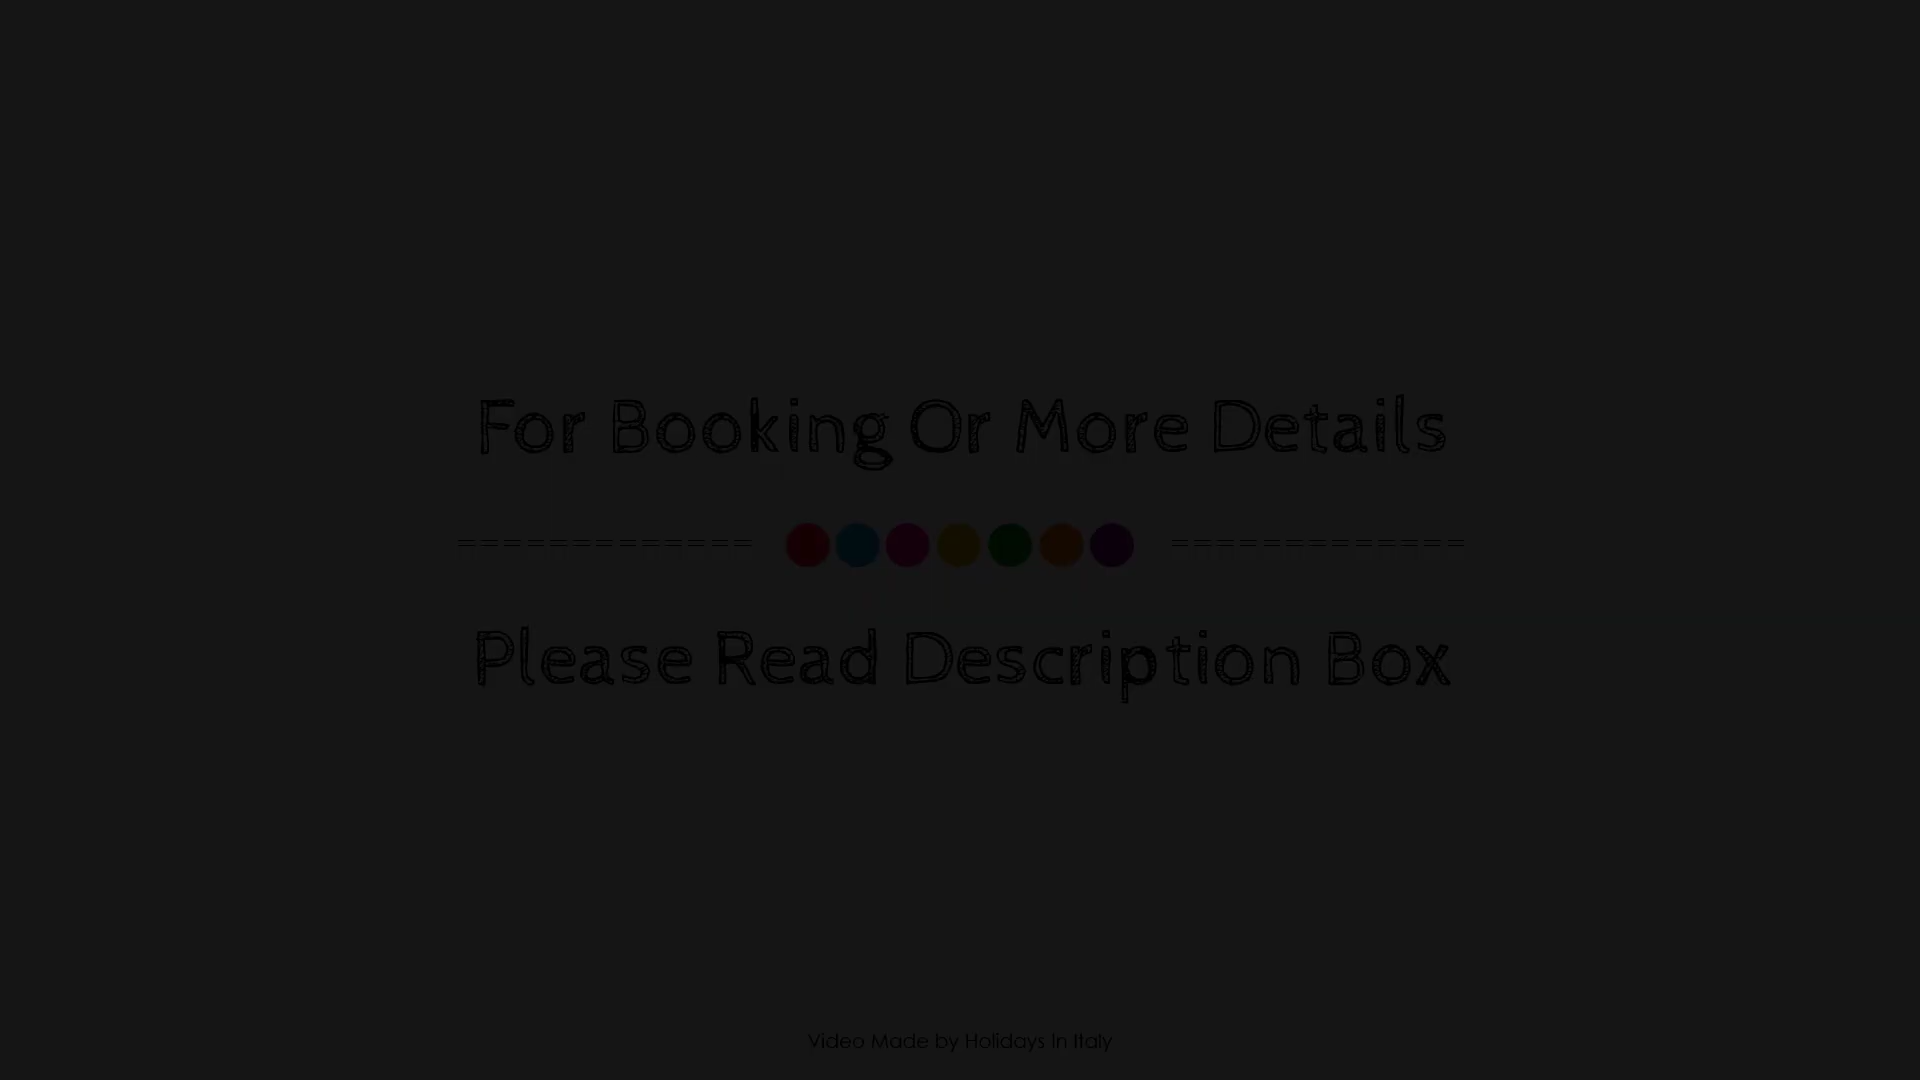 For Booking Or More Details
============= =============
Please Read Description Box
Video Made by Holidays In Italy